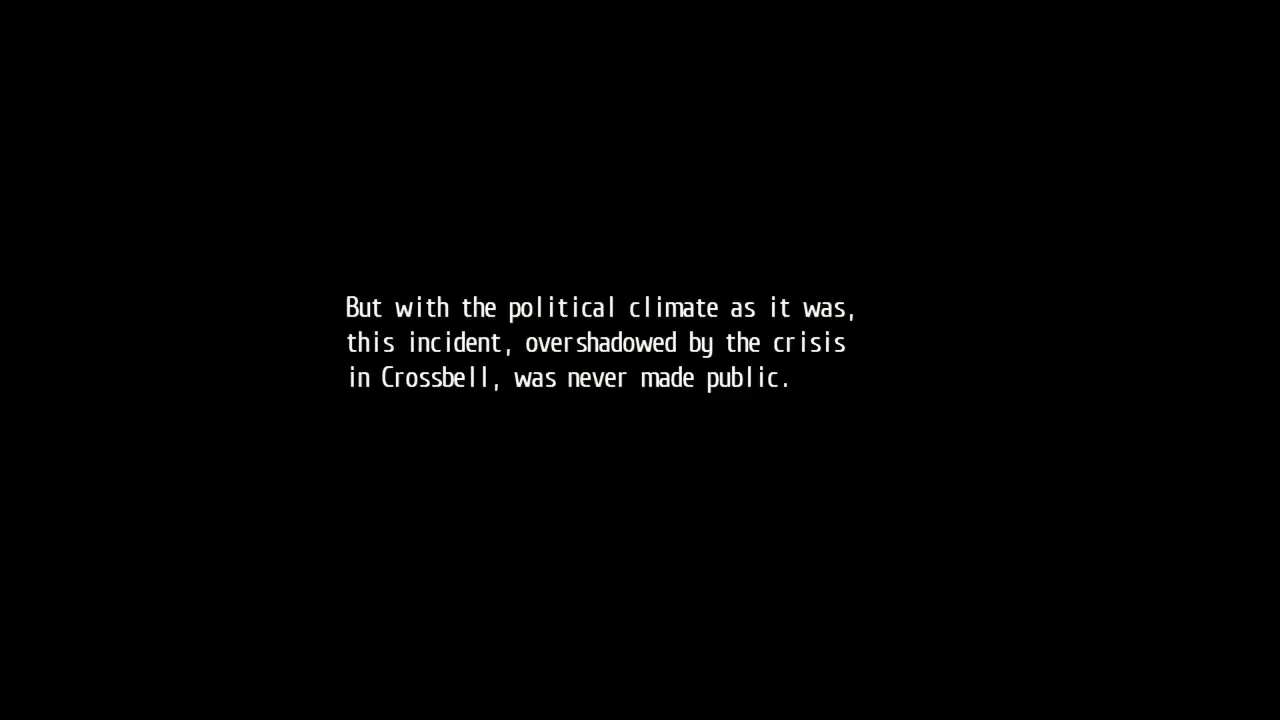 But with the political climate as it was,
this incident, overshadowed by the crisis
in Crossbell, was never made public.